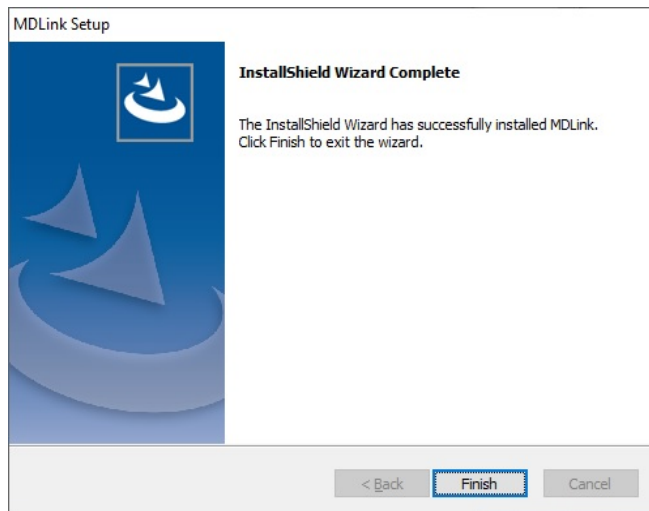 MDLink Setup
InstallShield Wizard Complete
The InstallShield Wizard has successfully installed MDLink.
Click Finish to exit the wizard.
< Back
Finish
Cancel